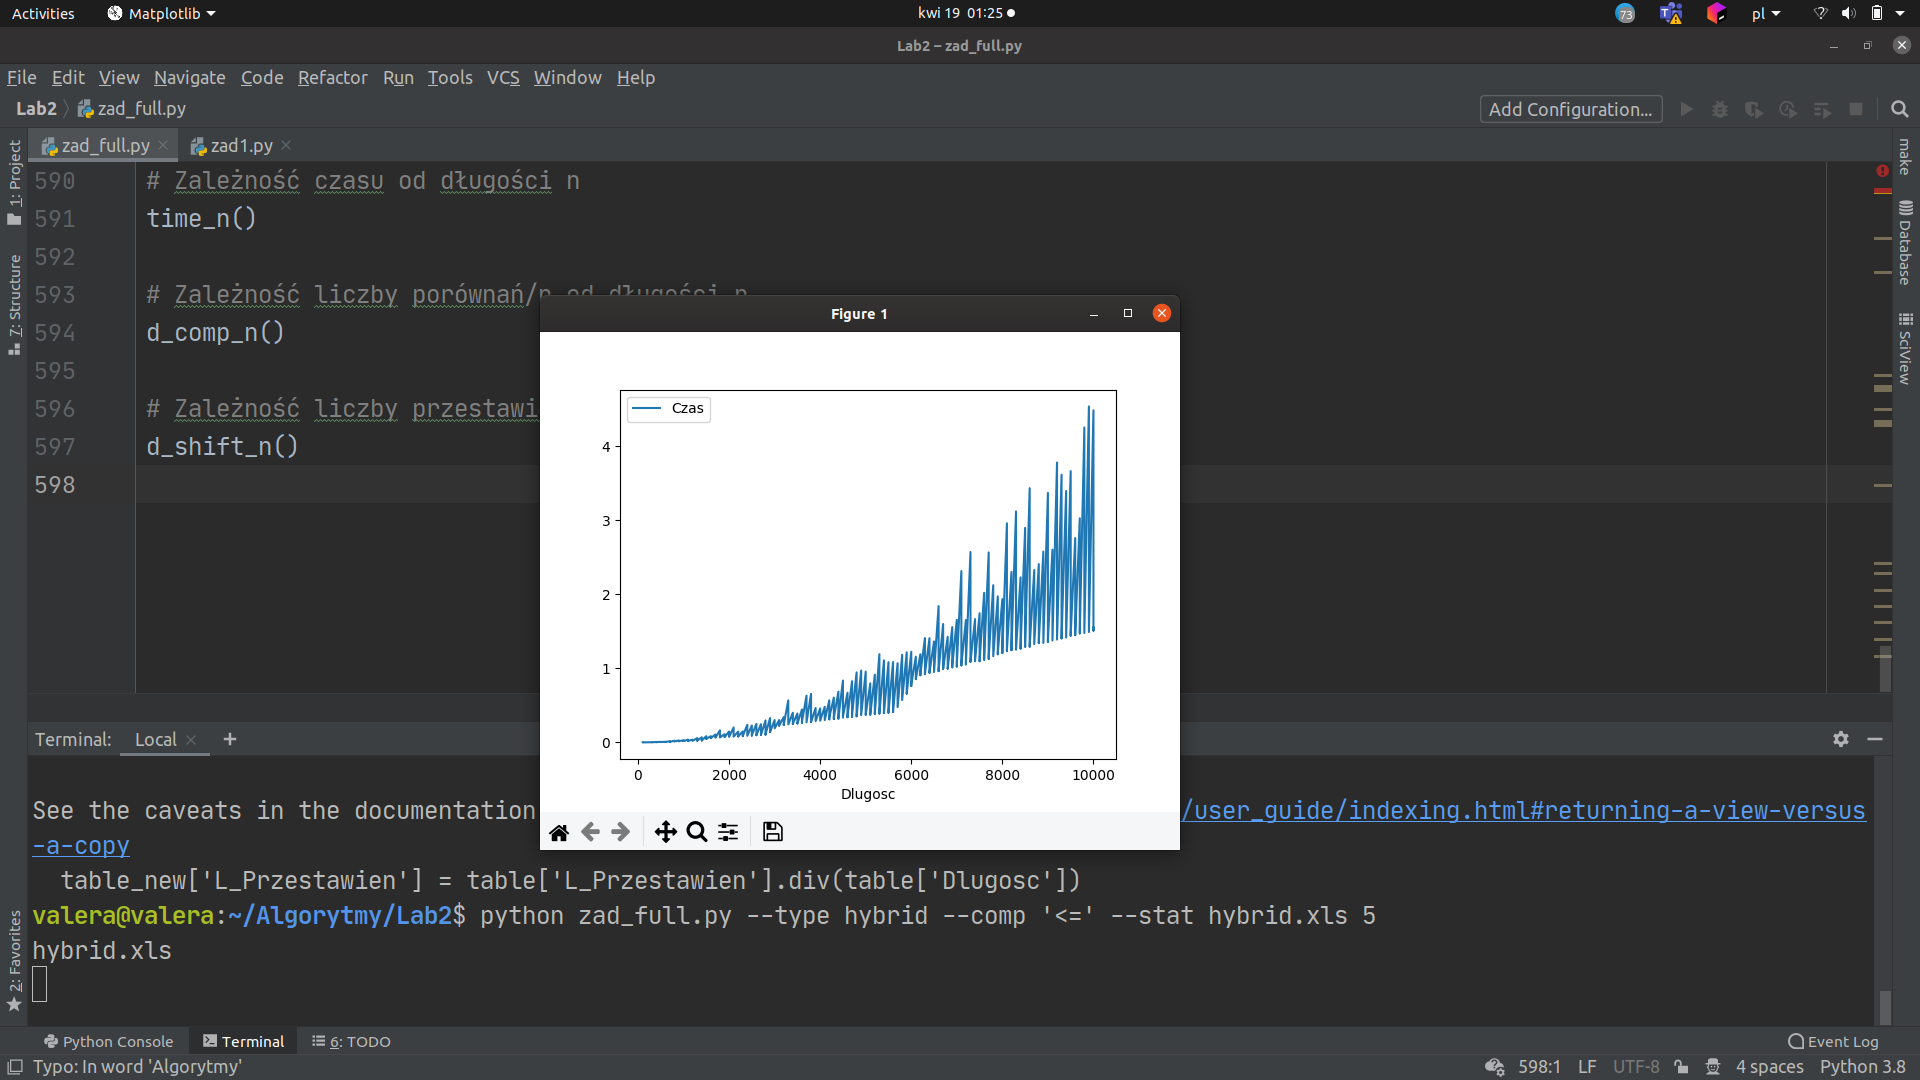 Activities
Matplotlib
kwi 19 01:25
73
pl
Lab2 – zad_full.py
File Edit View Navigate Code Refactor Run Tools VCS Window Help
Lab2
zad_full.py
Add Configuration...
zad_full.py
zad1.py
1: Project
7: Structure
2: Favorites
make
Database
SciView
590 # Zależność czasu od długości n
591 time_n()
592
593 # Zależność liczby porównań/n od długości n
594 d_comp_n()
595
596 # Zależność liczby przestawi
597 d_shift_n()
598
Figure 1
Czas
4
3
2
1
0
0 2000 4000 6000 8000 10000
Dlugosc
Terminal: Local +
See the caveats in the documentation /user_guide/indexing.html#returning-a-view-versus
-a-copy
table_new['L_Przestawien'] = table['L_Przestawien'].div(table['Dlugosc'])
valera@valera:~/Algorytmy/Lab2$ python zad_full.py --type hybrid --comp '<=' --stat hybrid.xls 5
hybrid.xls
Python Console
Terminal
6: TODO
Event Log
Typo: In word 'Algorytmy'
598:1 LF UTF-8 4 spaces Python 3.8